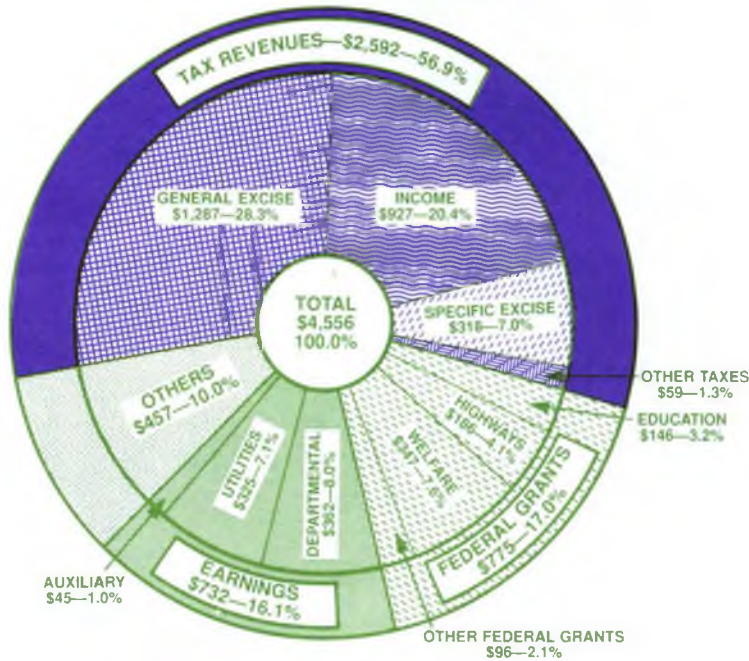 TAX REVENUES—$2,592—56.9%
GENERAL EXCISE
$1,287—28.3%
INCOME
$927—20.4%
SPECIFIC EXCISE
$318—7.0%
TOTAL
$4,556
100.0%
OTHER TAXES
$59—1.3%
EDUCATION
$146—3.2%
HIGHWAYS
$186—4.1%
WELFARE
$347—7.6%
FEDERAL GRANTS
$775—17.0%
OTHERS
$457—10.0%
UTILITIES
$325—7.1%
DEPARTMENTAL
$362—8.0%
EARNINGS
$732—16.1%
AUXILIARY
$45—1.0%
OTHER FEDERAL GRANTS
$96—2.1%